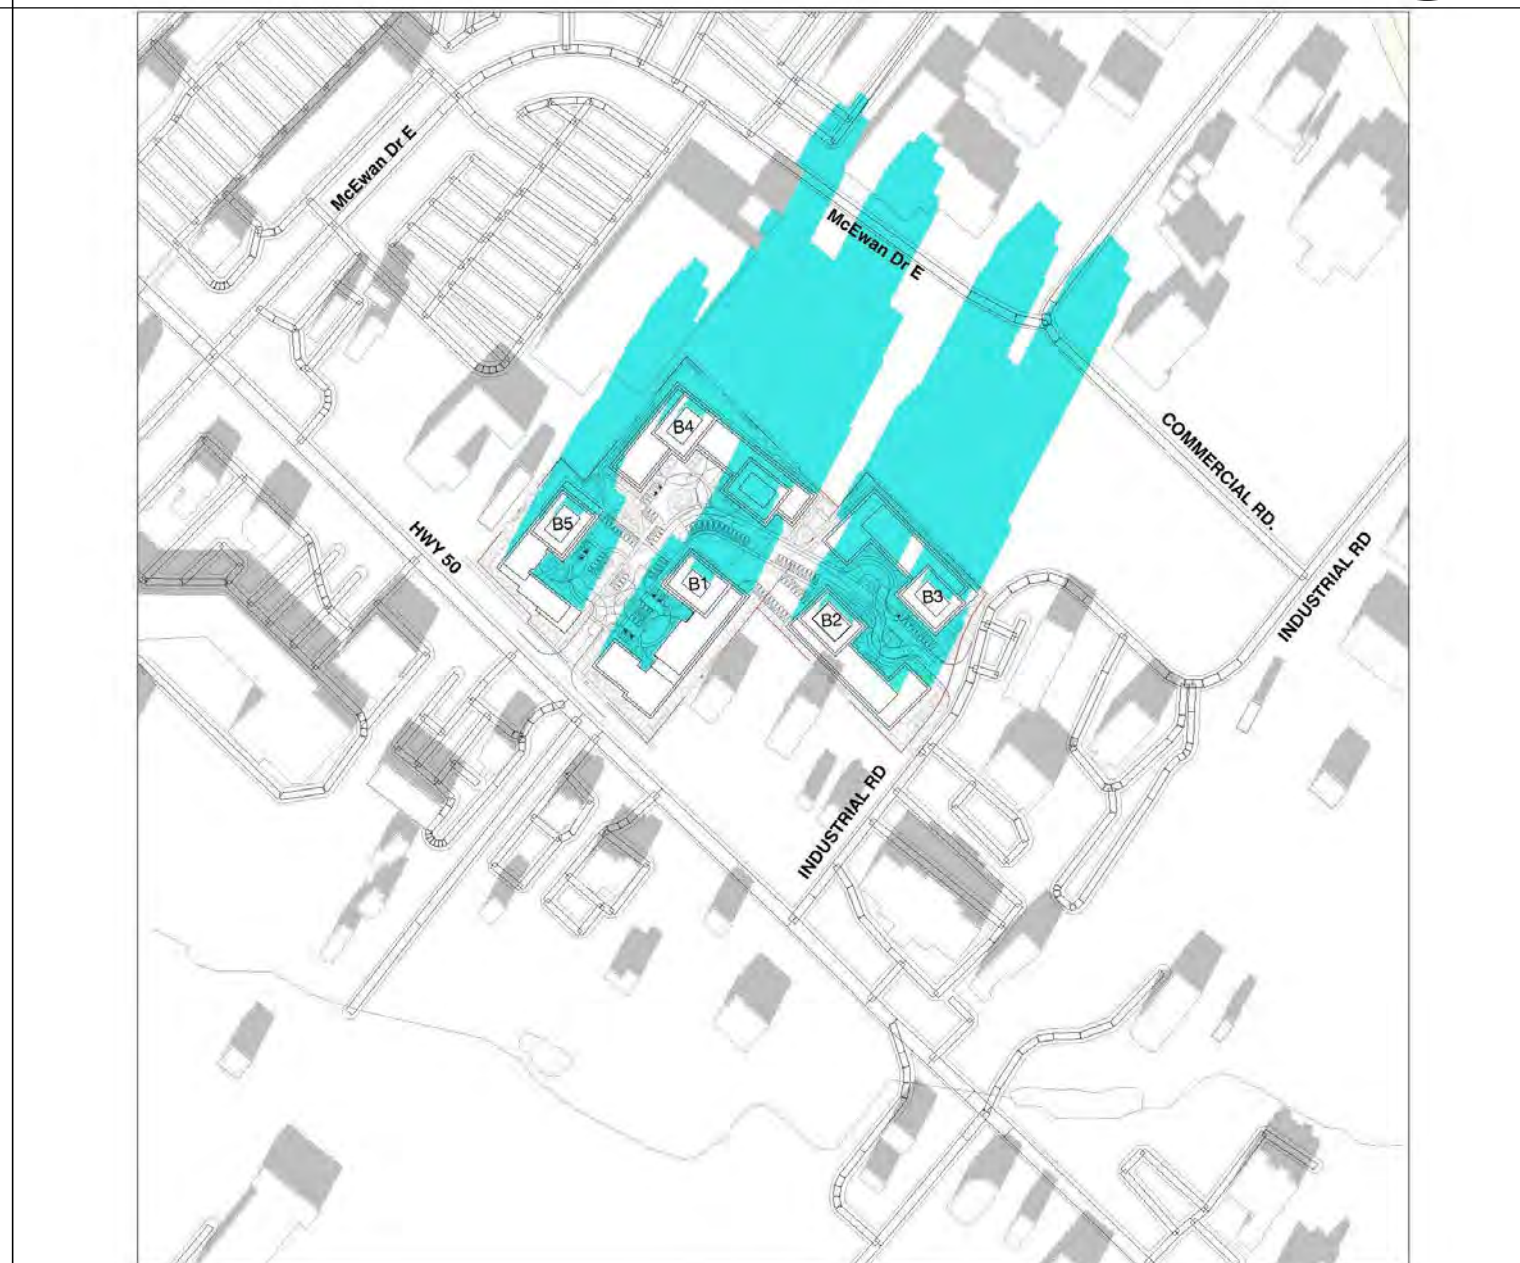 McEwan Dr E
McEwan Dr E
B4
COMMERCIAL RD.
B5
HWY 50
B1
B3
B2
INDUSTRIAL RD
INDUSTRIAL RD